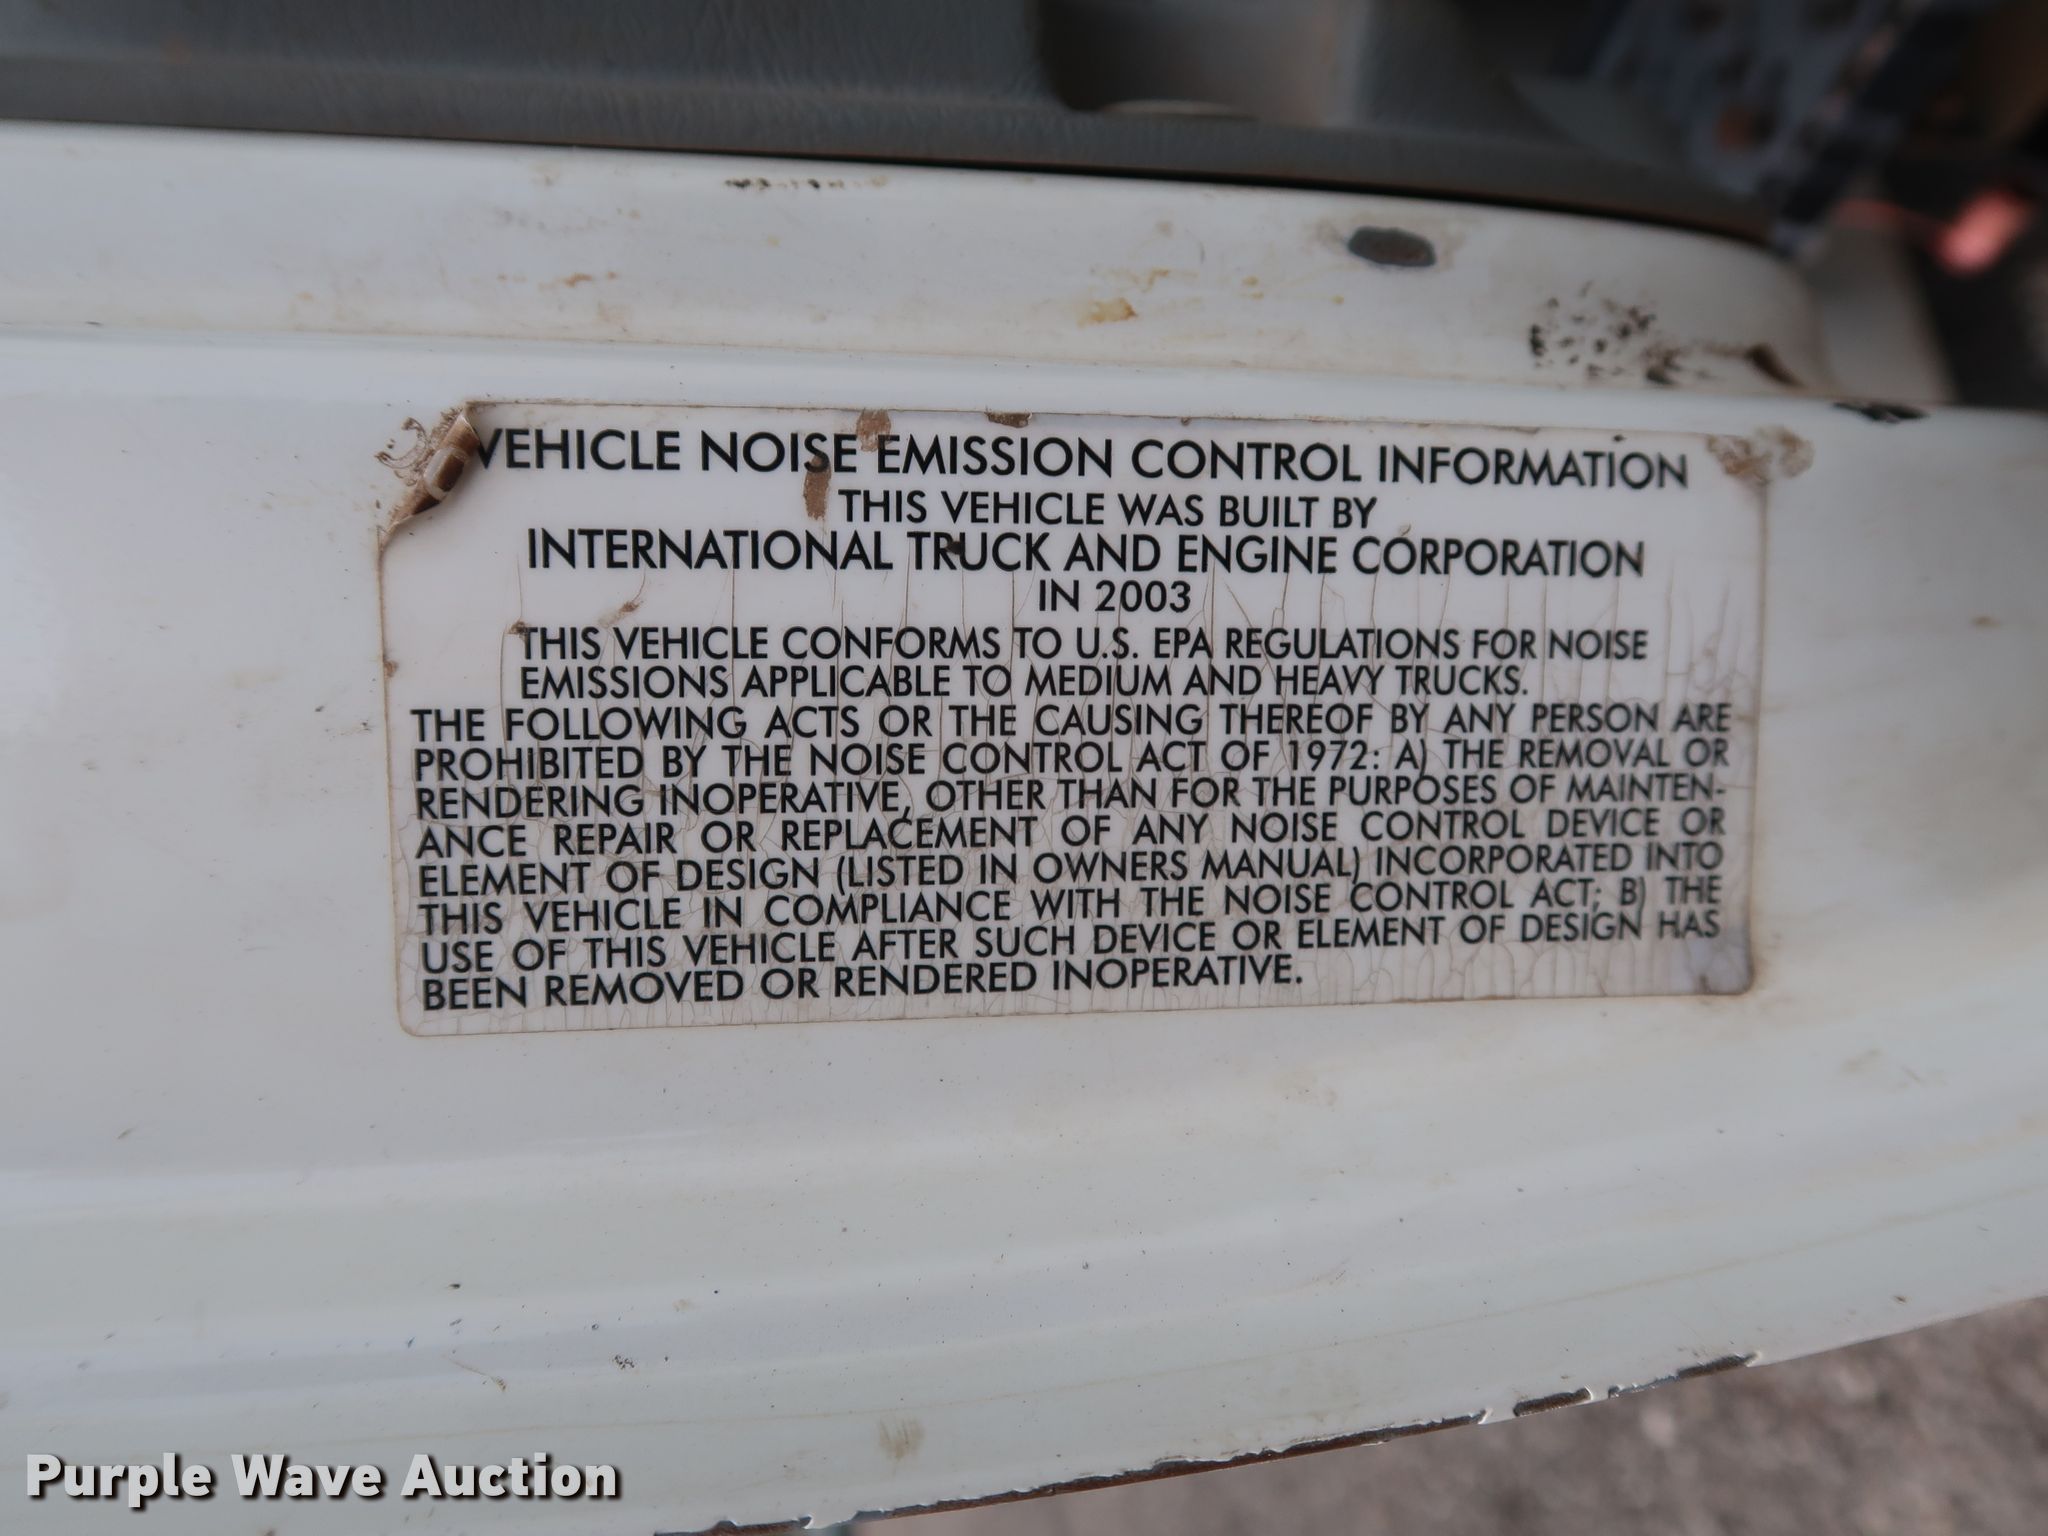 VEHICLE NOISE EMISSION CONTROL INFORMATION
THIS VEHICLE WAS BUILT BY
INTERNATIONAL TRUCK AND ENGINE CORPORATION
IN 2003
THIS VEHICLE CONFORMS TO U.S. EPA REGULATIONS FOR NOISE
EMISSIONS APPLICABLE TO MEDIUM AND HEAVY TRUCKS.
THE FOLLOWING ACTS OR THE CAUSING THEREOF BY ANY PERSON ARE
PROHIBITED BY THE NOISE CONTROL ACT OF 1972: A) THE REMOVAL OR
RENDERING INOPERATIVE, OTHER THAN FOR THE PURPOSES OF MAINTEN-
ANCE REPAIR OR REPLACEMENT OF ANY NOISE CONTROL DEVICE OR
ELEMENT OF DESIGN (LISTED IN OWNERS MANUAL) INCORPORATED INTO
THIS VEHICLE IN COMPLIANCE WITH THE NOISE CONTROL ACT; B) THE
USE OF THIS VEHICLE AFTER SUCH DEVICE OR ELEMENT OF DESIGN HAS
BEEN REMOVED OR RENDERED INOPERATIVE.
Purple Wave Auction